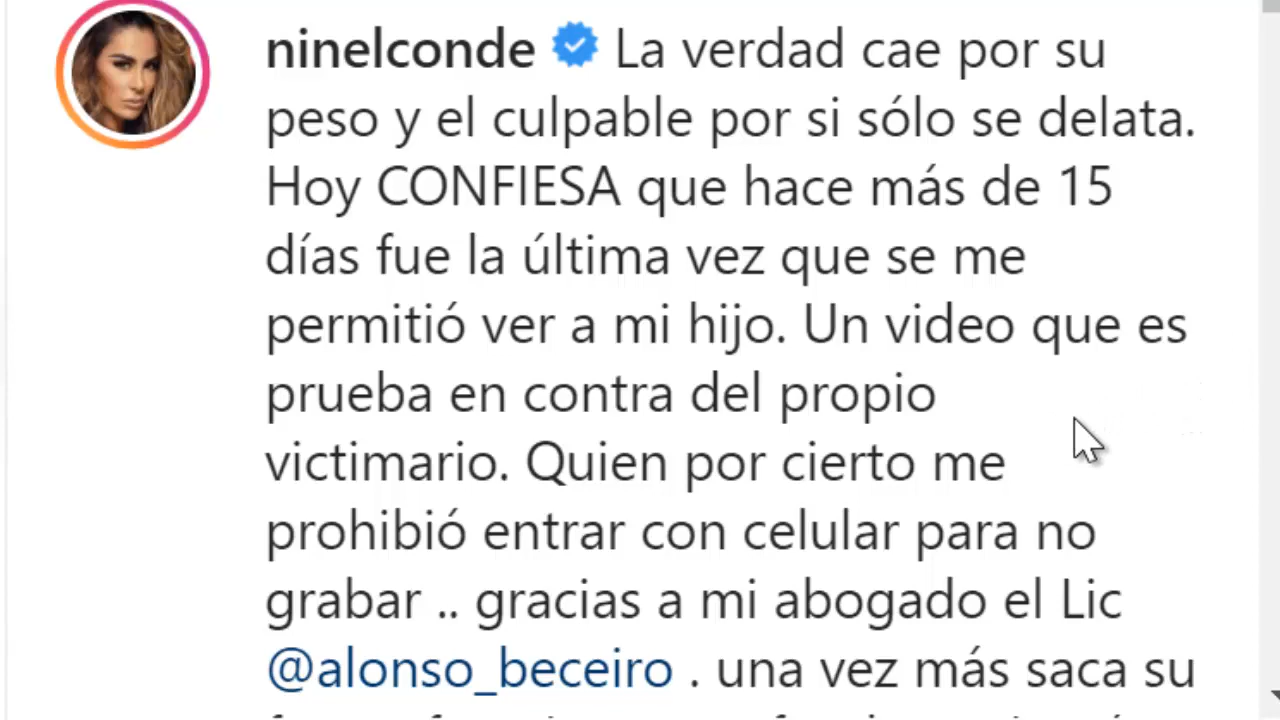 ninelconde La verdad cae por su
peso y el culpable por si sólo se delata.
Hoy CONFIESA que hace más de 15
días fue la última vez que se me
permitió ver a mi hijo. Un video que es
prueba en contra del propio
victimario. Quien por cierto me
prohibió entrar con celular para no
grabar .. gracias a mi abogado el Lic
@alonso_beceiro . una vez más saca su